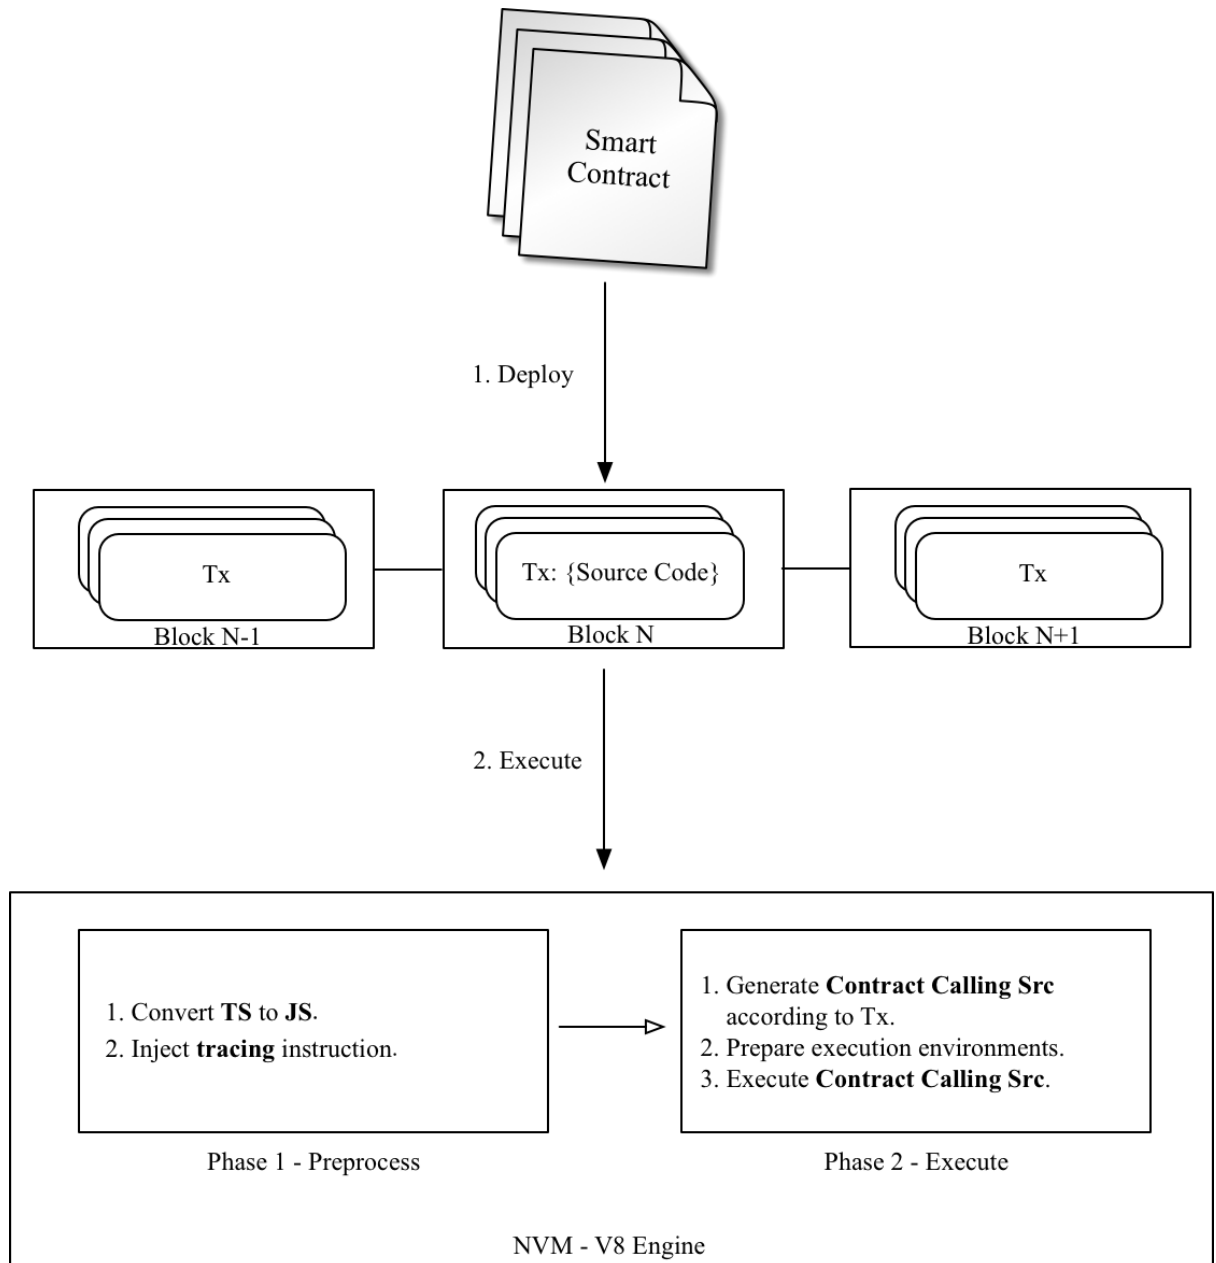 Smart
Contract
1. Deploy
Tx
Block N-1
Tx: {Source Code}
Block N
Tx
Block N+1
2. Execute
1. Convert TS to JS.
2. Inject tracing instruction.
Phase 1 - Preprocess
1. Generate Contract Calling Src
according to Tx.
2. Prepare execution environments.
3. Execute Contract Calling Src.
Phase 2 - Execute
NVM - V8 Engine